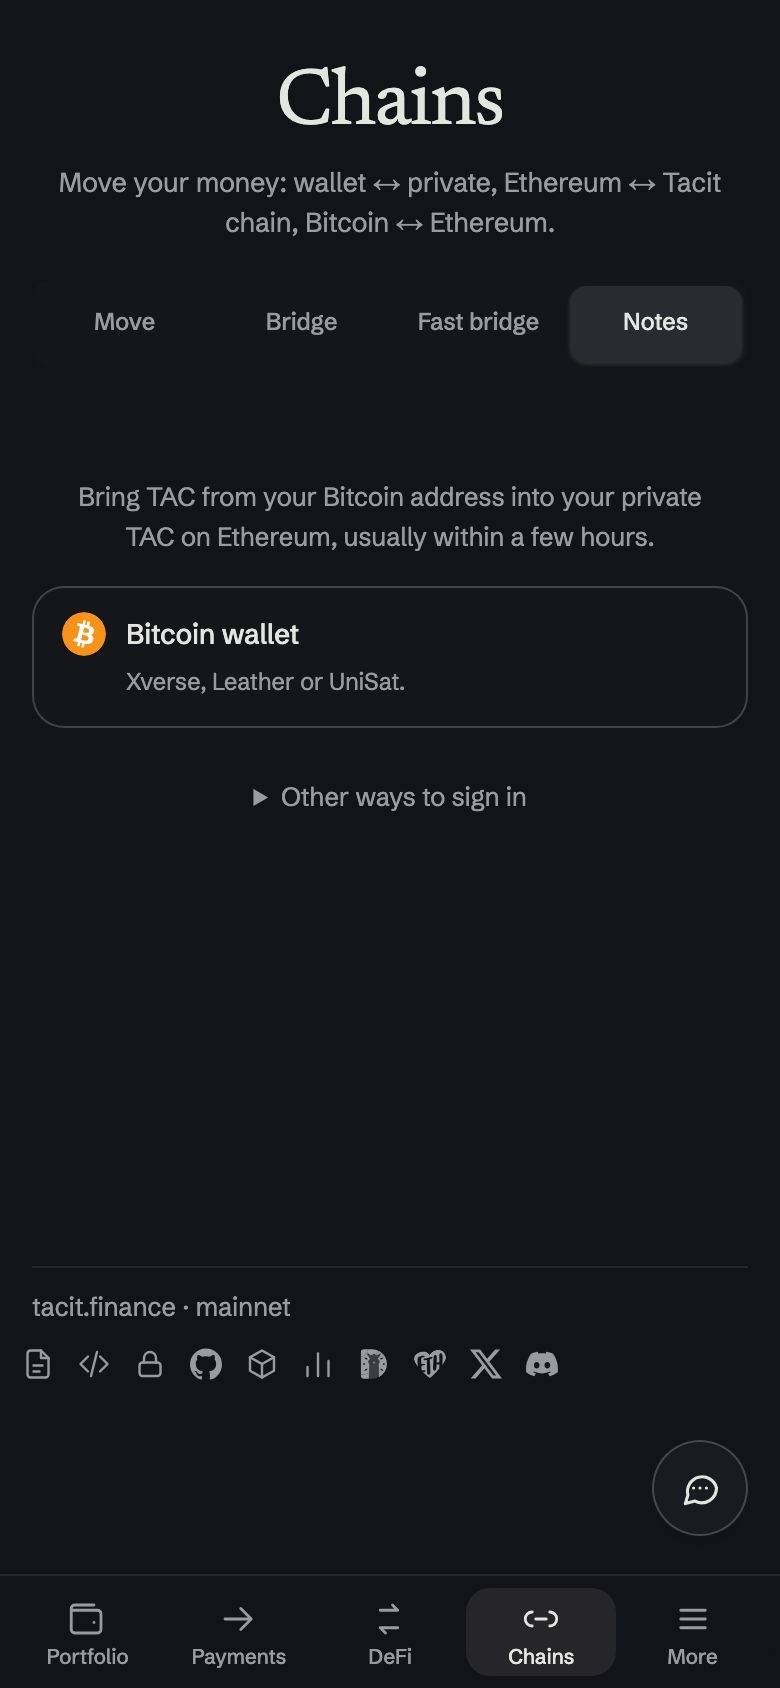 Chains
Move your money: wallet ↔ private, Ethereum ↔ Tacit
chain, Bitcoin ↔ Ethereum.
Move
Bridge
Fast bridge
Notes
Bring TAC from your Bitcoin address into your private
TAC on Ethereum, usually within a few hours.
Bitcoin wallet
Xverse, Leather or UniSat.
▶ Other ways to sign in
tacit.finance · mainnet
ETH
Portfolio
Payments
DeFi
Chains
More